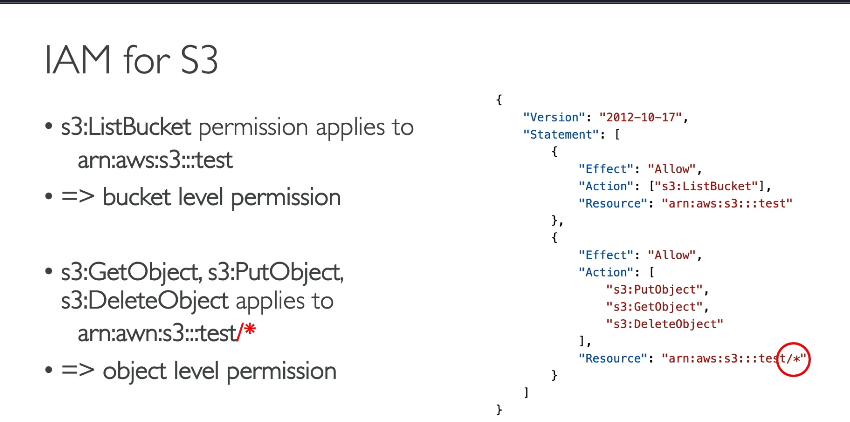 IAM for S3
• s3:ListBucket permission applies to
arn:aws:s3:::test
• => bucket level permission
• s3:GetObject, s3:PutObject,
s3:DeleteObject applies to
arn:awn:s3:::test/*
• => object level permission
{
"Version": "2012-10-17",
"Statement": [
{
"Effect": "Allow",
"Action": ["s3:ListBucket"],
"Resource": "arn:aws:s3:::test"
},
{
"Effect": "Allow",
"Action": [
"s3:PutObject",
"s3:GetObject",
"s3:DeleteObject"
],
"Resource": "arn:aws:s3:::test/*"
}
]
}